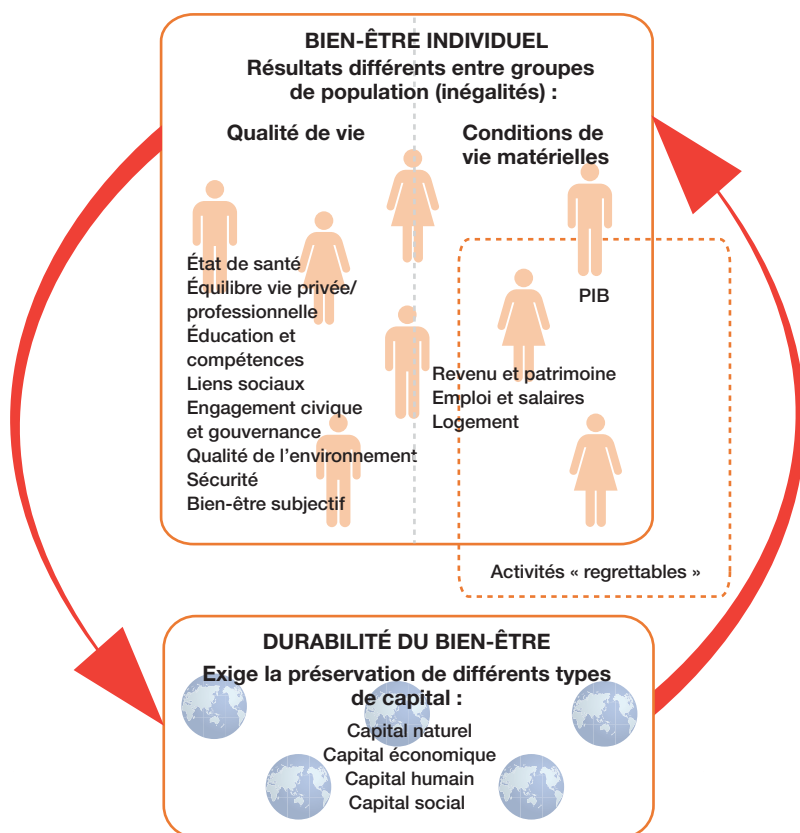 BIEN-ÊTRE INDIVIDUEL
Résultats différents entre groupes
de population (inégalités) :
Qualité de vie
Conditions de
vie matérielles
État de santé
Équilibre vie privée/
professionnelle
Éducation et
compétences
Liens sociaux
Engagement civique
et gouvernance
Qualité de l’environnement
Sécurité
Bien-être subjectif
PIB
Revenu et patrimoine
Emploi et salaires
Logement
Activités « regrettables »
DURABILITÉ DU BIEN-ÊTRE
Exige la préservation de différents types
de capital :
Capital naturel
Capital économique
Capital humain
Capital social